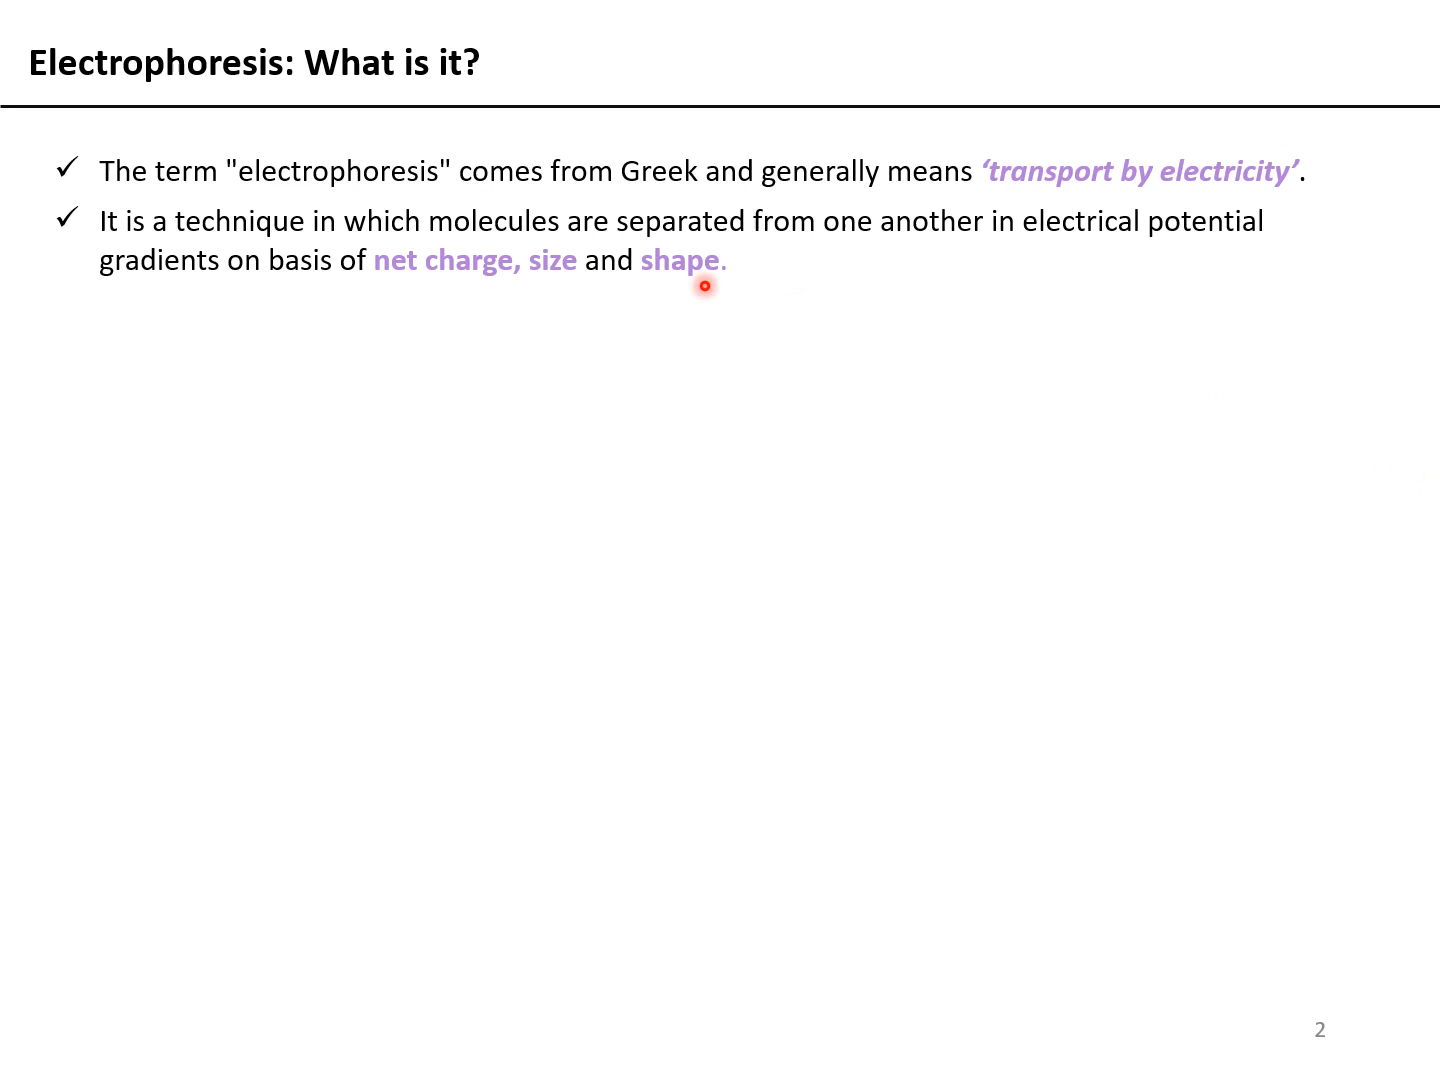 Electrophoresis: What is it?
✓ The term "electrophoresis" comes from Greek and generally means ‘transport by electricity’.
✓ It is a technique in which molecules are separated from one another in electrical potential
gradients on basis of net charge, size and shape.
2